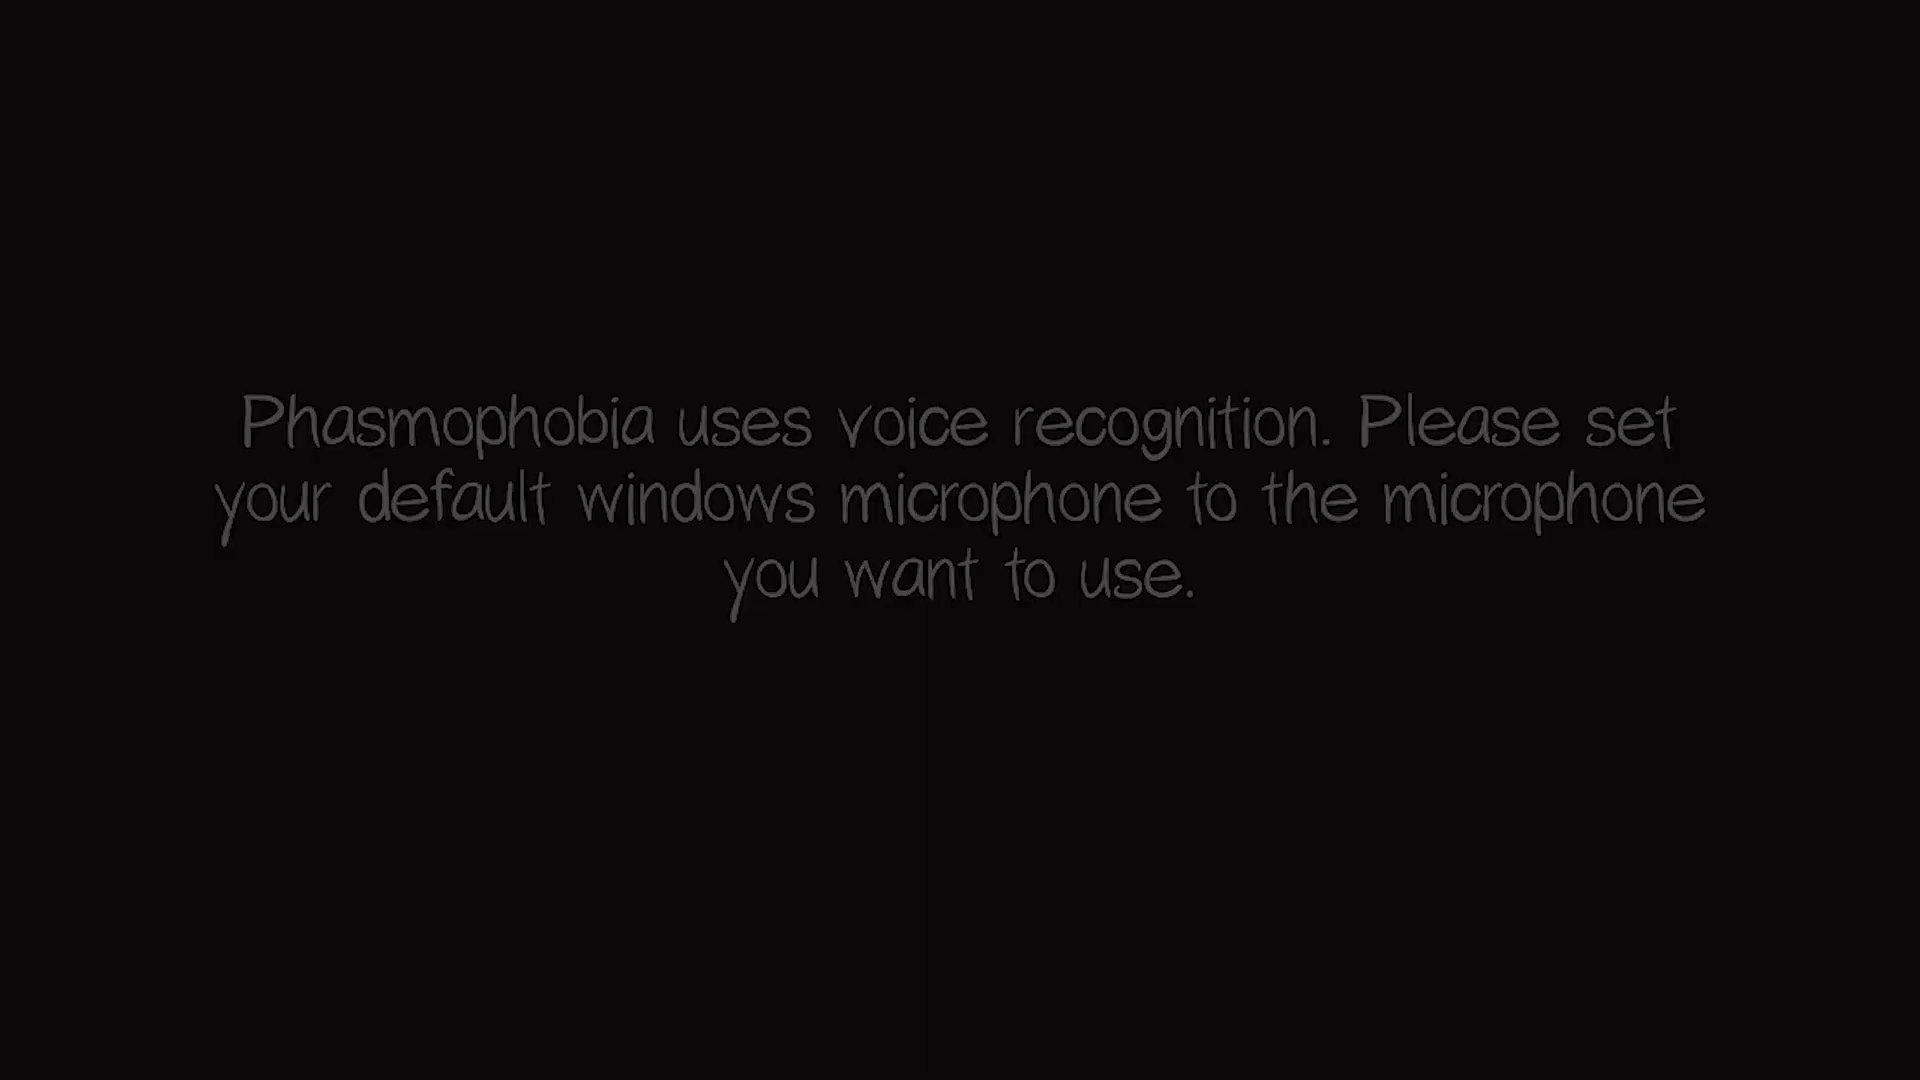 Phasmophobia uses voice recognition. Please set
your default windows microphone to the microphone
you want to use.